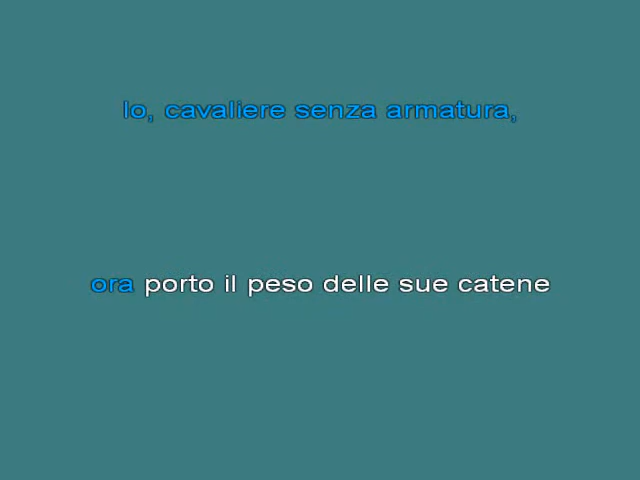 Io, cavaliere senza armatura,
ora porto il peso delle sue catene